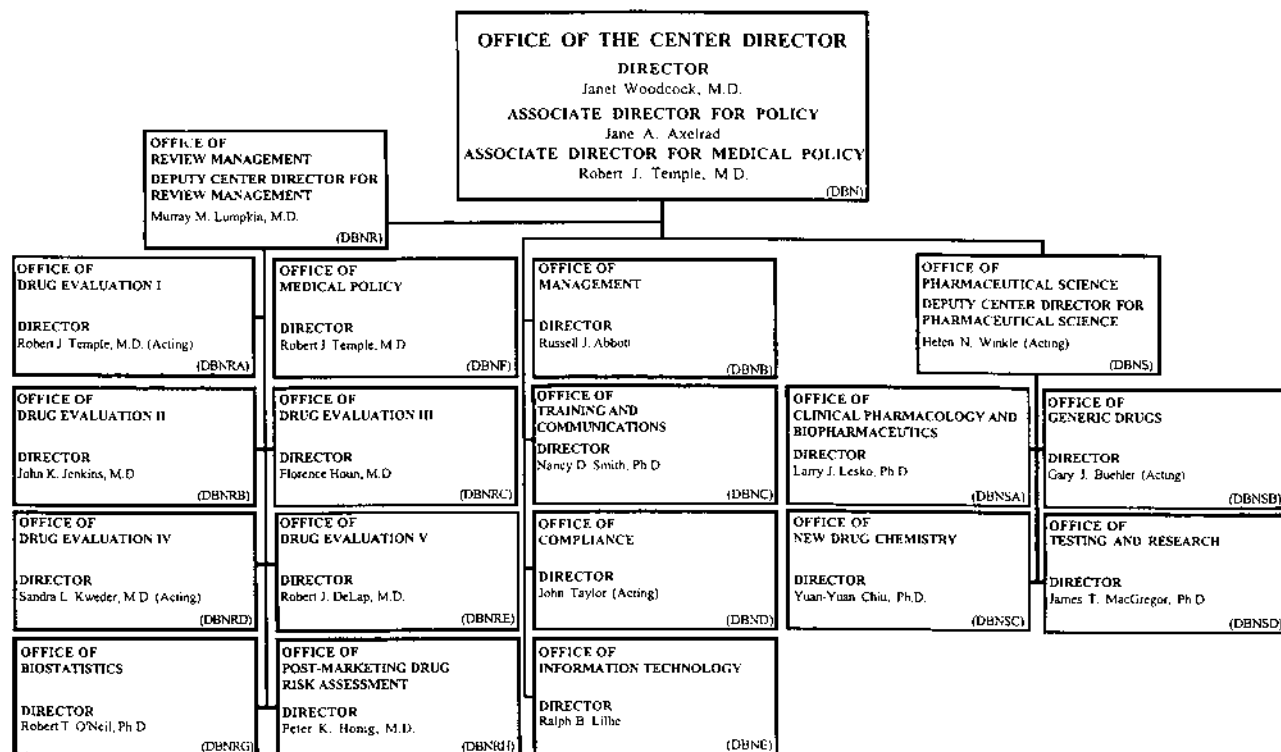 OFFICE OF THE CENTER DIRECTOR
DIRECTOR
Janet Woodcock, M.D.
ASSOCIATE DIRECTOR FOR POLICY
Jane A. Axelrad
ASSOCIATE DIRECTOR FOR MEDICAL POLICY
Robert J. Temple, M.D.
(DBN)
OFFICE OF
REVIEW MANAGEMENT
DEPUTY CENTER DIRECTOR FOR
REVIEW MANAGEMENT
Murray M. Lumpkin, M.D.
(DBNR)
OFFICE OF
DRUG EVALUATION I
DIRECTOR
Robert J. Temple, M.D. (Acting)
(DBNRA)
OFFICE OF
MEDICAL POLICY
DIRECTOR
Robert J Temple, M D
(DBNF)
OFFICE OF
MANAGEMENT
DIRECTOR
Russell J. Abbott
(DBNB)
OFFICE OF
PHARMACEUTICAL SCIENCE
DEPUTY CENTER DIRECTOR FOR
PHARMACEUTICAL SCIENCE
Helen N. Winkle (Acting)
(DBNS)
OFFICE OF
DRUG EVALUATION II
DIRECTOR
John K. Jenkins, M.D
(DBNRB)
OFFICE OF
DRUG EVALUATION III
DIRECTOR
Florence Houn, M.D
(DBNRC)
OFFICE OF
TRAINING AND
COMMUNICATIONS
DIRECTOR
Nancy D. Smith, Ph D
(DBNC)
OFFICE OF
CLINICAL PHARMACOLOGY AND
BIOPHARMACEUTICS
DIRECTOR
Larry J. Lesko, Ph D
(DBNSA)
OFFICE OF
GENERIC DRUGS
DIRECTOR
Gary J. Buehler (Acting)
(DBNSB)
OFFICE OF
DRUG EVALUATION IV
DIRECTOR
Sandra L. Kweder, M.D (Acting)
(DBNRD)
OFFICE OF
DRUG EVALUATION V
DIRECTOR
Robert J. DeLap, M.D.
(DBNRE)
OFFICE OF
COMPLIANCE
DIRECTOR
John Taylor (Acting)
(DBND)
OFFICE OF
NEW DRUG CHEMISTRY
DIRECTOR
Yuan-Yuan Chiu, Ph.D.
(DBNSC)
OFFICE OF
TESTING AND RESEARCH
DIRECTOR
James T. MacGregor, Ph D
(DBNSD)
OFFICE OF
BIOSTATISTICS
DIRECTOR
Robert T. O'Neil, Ph D
(DBNRG)
OFFICE OF
POST-MARKETING DRUG
RISK ASSESSMENT
DIRECTOR
Peter K. Honig, M.D.
(DBNRH)
OFFICE OF
INFORMATION TECHNOLOGY
DIRECTOR
Ralph B.
(DBNE)